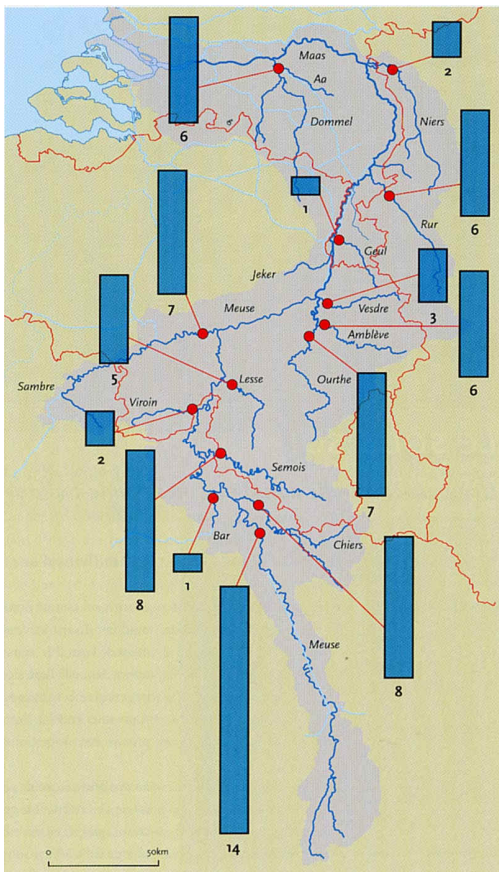 Maas
Aa
2
Dommel
Niers
6
1
6
Rur
Geul
Jeker
7
Meuse
Vesdre
3
Amblève
5
6
Sambre
Lesse
Ourthe
Viroin
2
Semois
7
Bar
Chiers
1
8
Meuse
8
14
0
50km